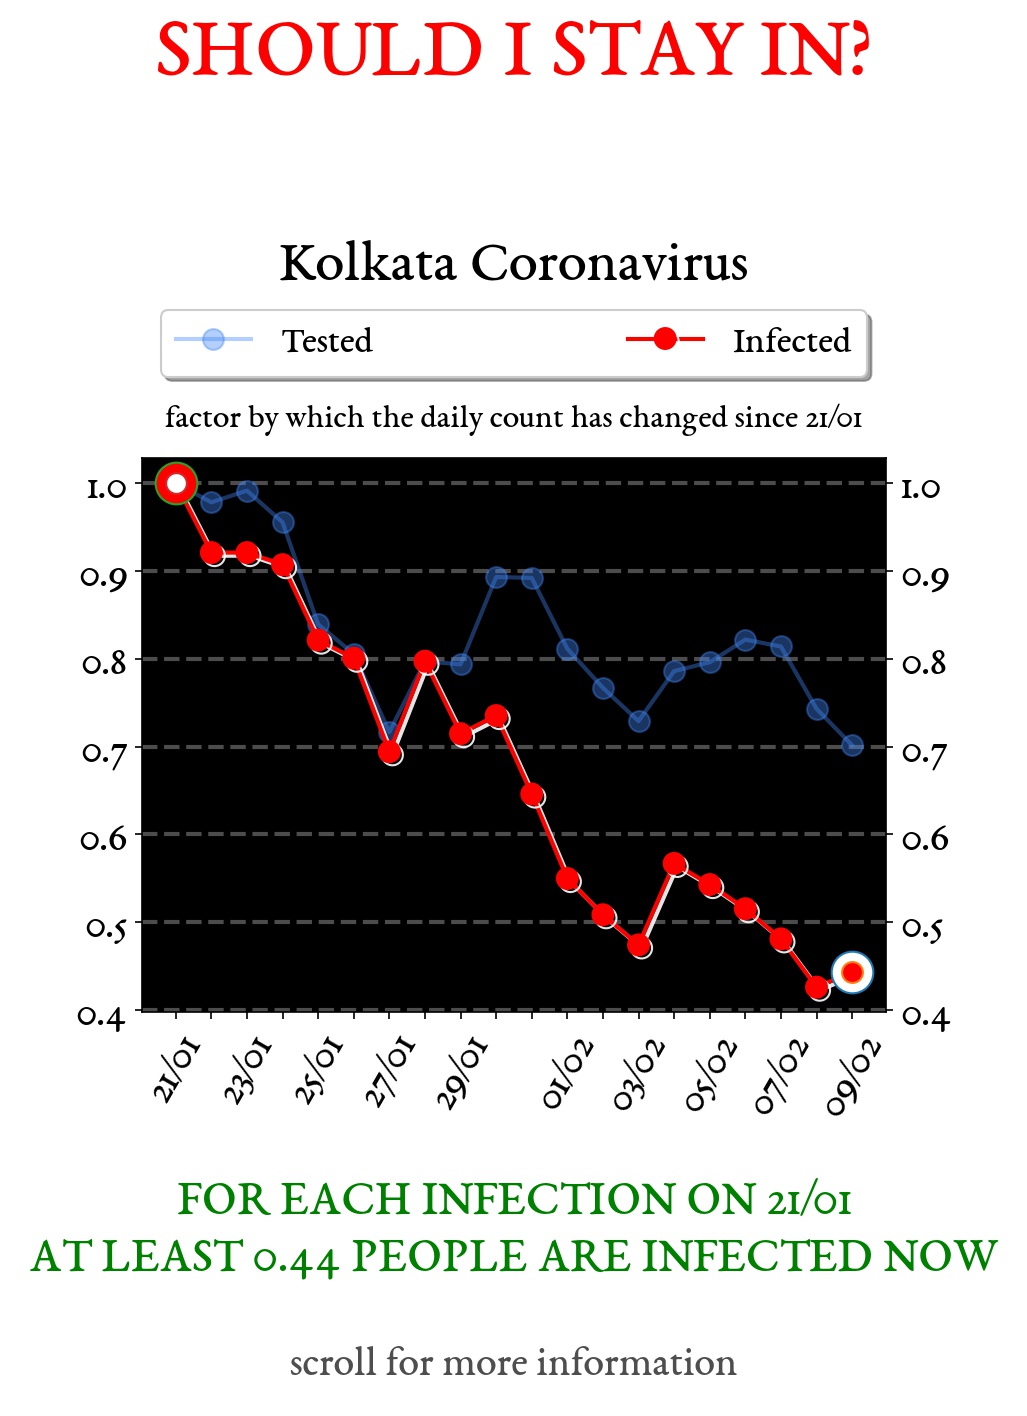 SHOULD I STAY IN?
Kolkata Coronavirus
Tested Infected
factor by which the daily count has changed since 21/01
1.0 1.0
0.9 0.9
0.8 0.8
0.7 0.7
0.6 0.6
0.5 0.5
0.4 0.4
21/01 23/01 25/01 27/01 29/01 01/02 03/02 05/02 07/02 09/02
FOR EACH INFECTION ON 21/01
AT LEAST 0.44 PEOPLE ARE INFECTED NOW
scroll for more information